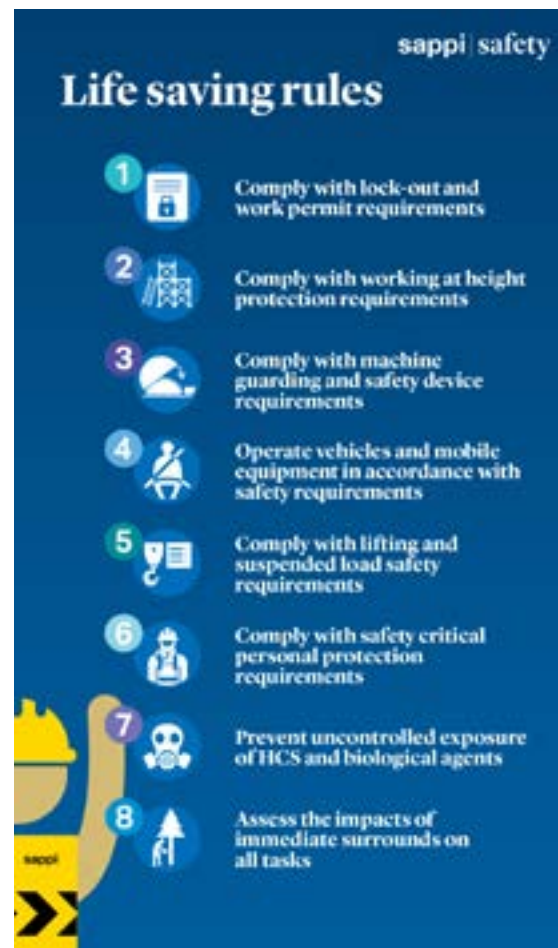 sappi | safety
Life saving rules
1
Comply with lock-out and
work permit requirements
2
Comply with working at height
protection requirements
3
Comply with machine
guarding and safety device
requirements
4
Operate vehicles and mobile
equipment in accordance with
safety requirements
5
Comply with lifting and
suspended load safety
requirements
6
Comply with safety critical
personal protection
requirements
7
Prevent uncontrolled exposure
of HCS and biological agents
8
Assess the impacts of
immediate surrounds on
all tasks
sappi